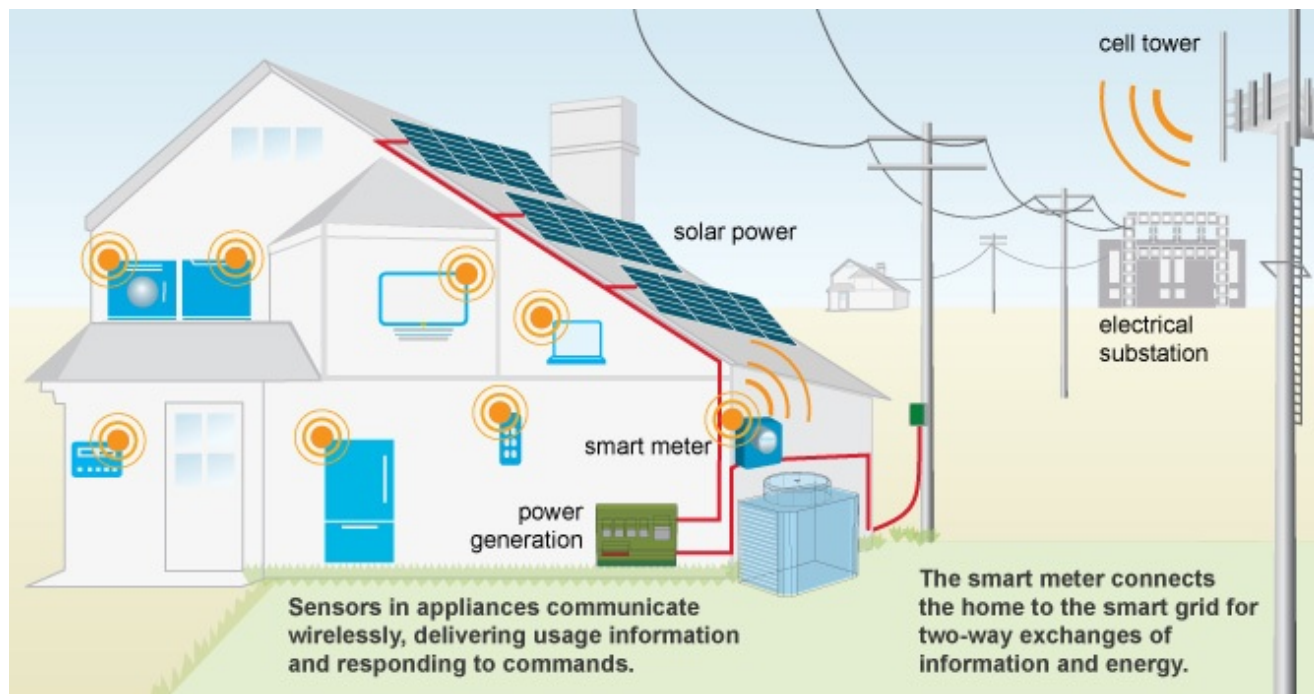 cell tower
solar power
electrical
substation
smart meter
power
generation
Sensors in appliances communicate
wirelessly, delivering usage information
and responding to commands.
The smart meter connects
the home to the smart grid for
two-way exchanges of
information and energy.